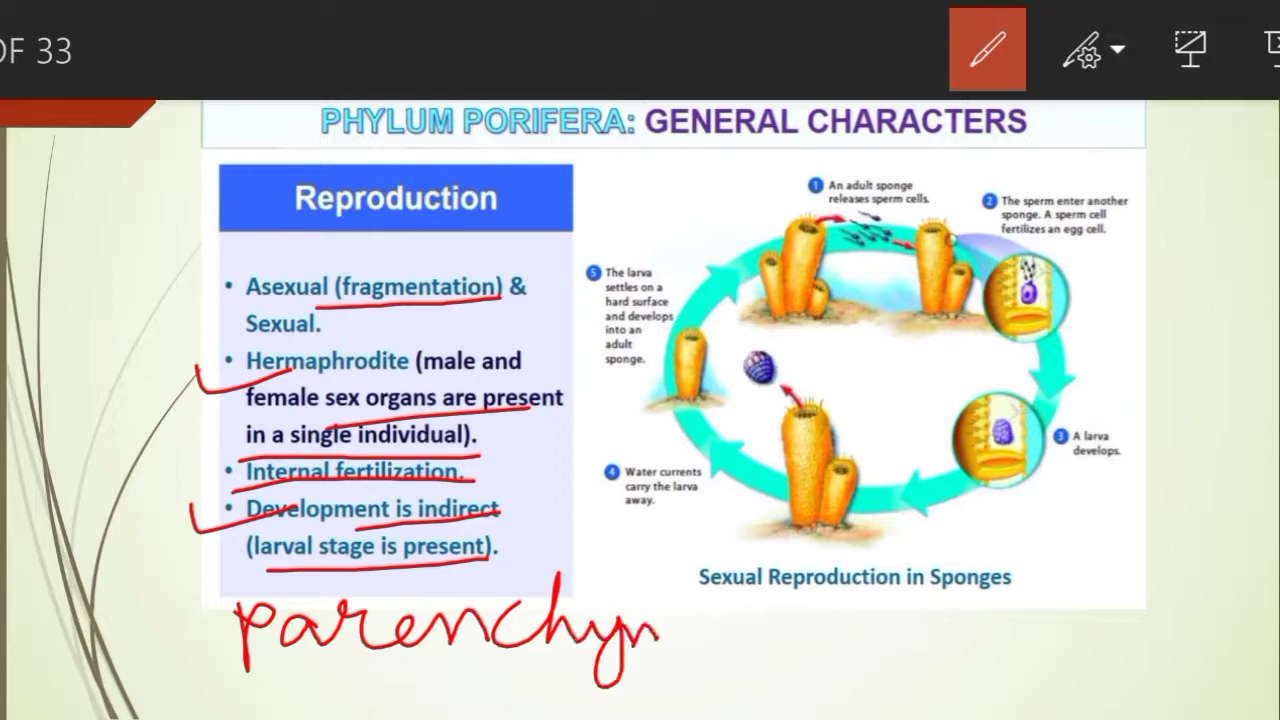 OF 33
PHYLUM PORIFERA: GENERAL CHARACTERS
Reproduction
• Asexual (fragmentation) &
Sexual.
• Hermaphrodite (male and
female sex organs are present
in a single individual).
• Internal fertilization.
• Development is indirect
(larval stage is present).
1 An adult sponge
releases sperm cells.
2 The sperm enter another
sponge. A sperm cell
fertilizes an egg cell.
3 A larva
develops.
4 Water currents
carry the larva
away.
5 The larva
settles on a
hard surface
and develops
into an
adult
sponge.
Sexual Reproduction in Sponges
parenchym